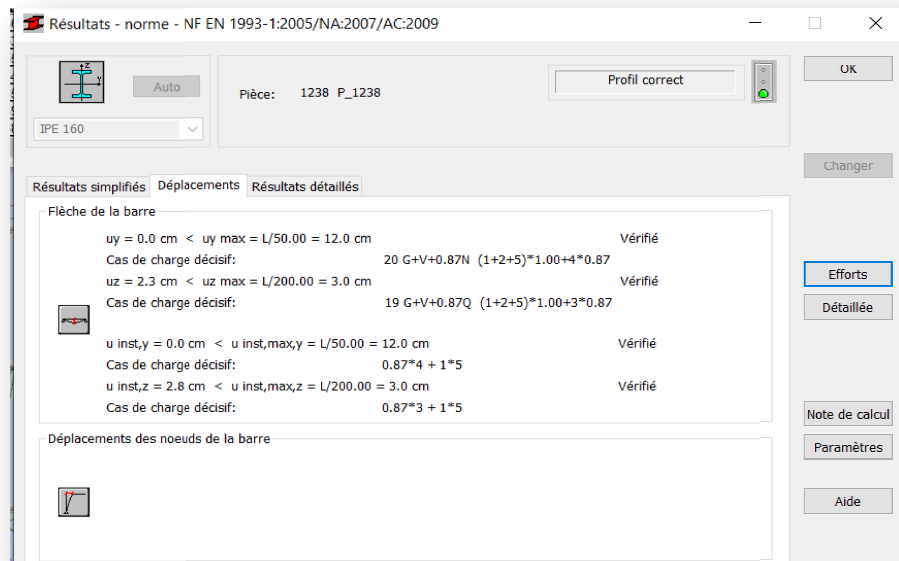 Résultats - norme - NF EN 1993-1:2005/NA:2007/AC:2009
z
y
Auto
IPE 160
Pièce: 1238 P_1238
Profil correct
OK
Changer
Résultats simplifiés Déplacements Résultats détaillés
Flèche de la barre
uy = 0.0 cm < uy max = L/50.00 = 12.0 cm Vérifié
Cas de charge décisif: 20 G+V+0.87N (1+2+5)*1.00+4*0.87
uz = 2.3 cm < uz max = L/200.00 = 3.0 cm Vérifié
Cas de charge décisif: 19 G+V+0.87Q (1+2+5)*1.00+3*0.87
u inst,y = 0.0 cm < u inst,max,y = L/50.00 = 12.0 cm Vérifié
Cas de charge décisif: 0.87*4 + 1*5
u inst,z = 2.8 cm < u inst,max,z = L/200.00 = 3.0 cm Vérifié
Cas de charge décisif: 0.87*3 + 1*5
Efforts
Détaillée
Note de calcul
Déplacements des noeuds de la barre
Paramètres
Aide